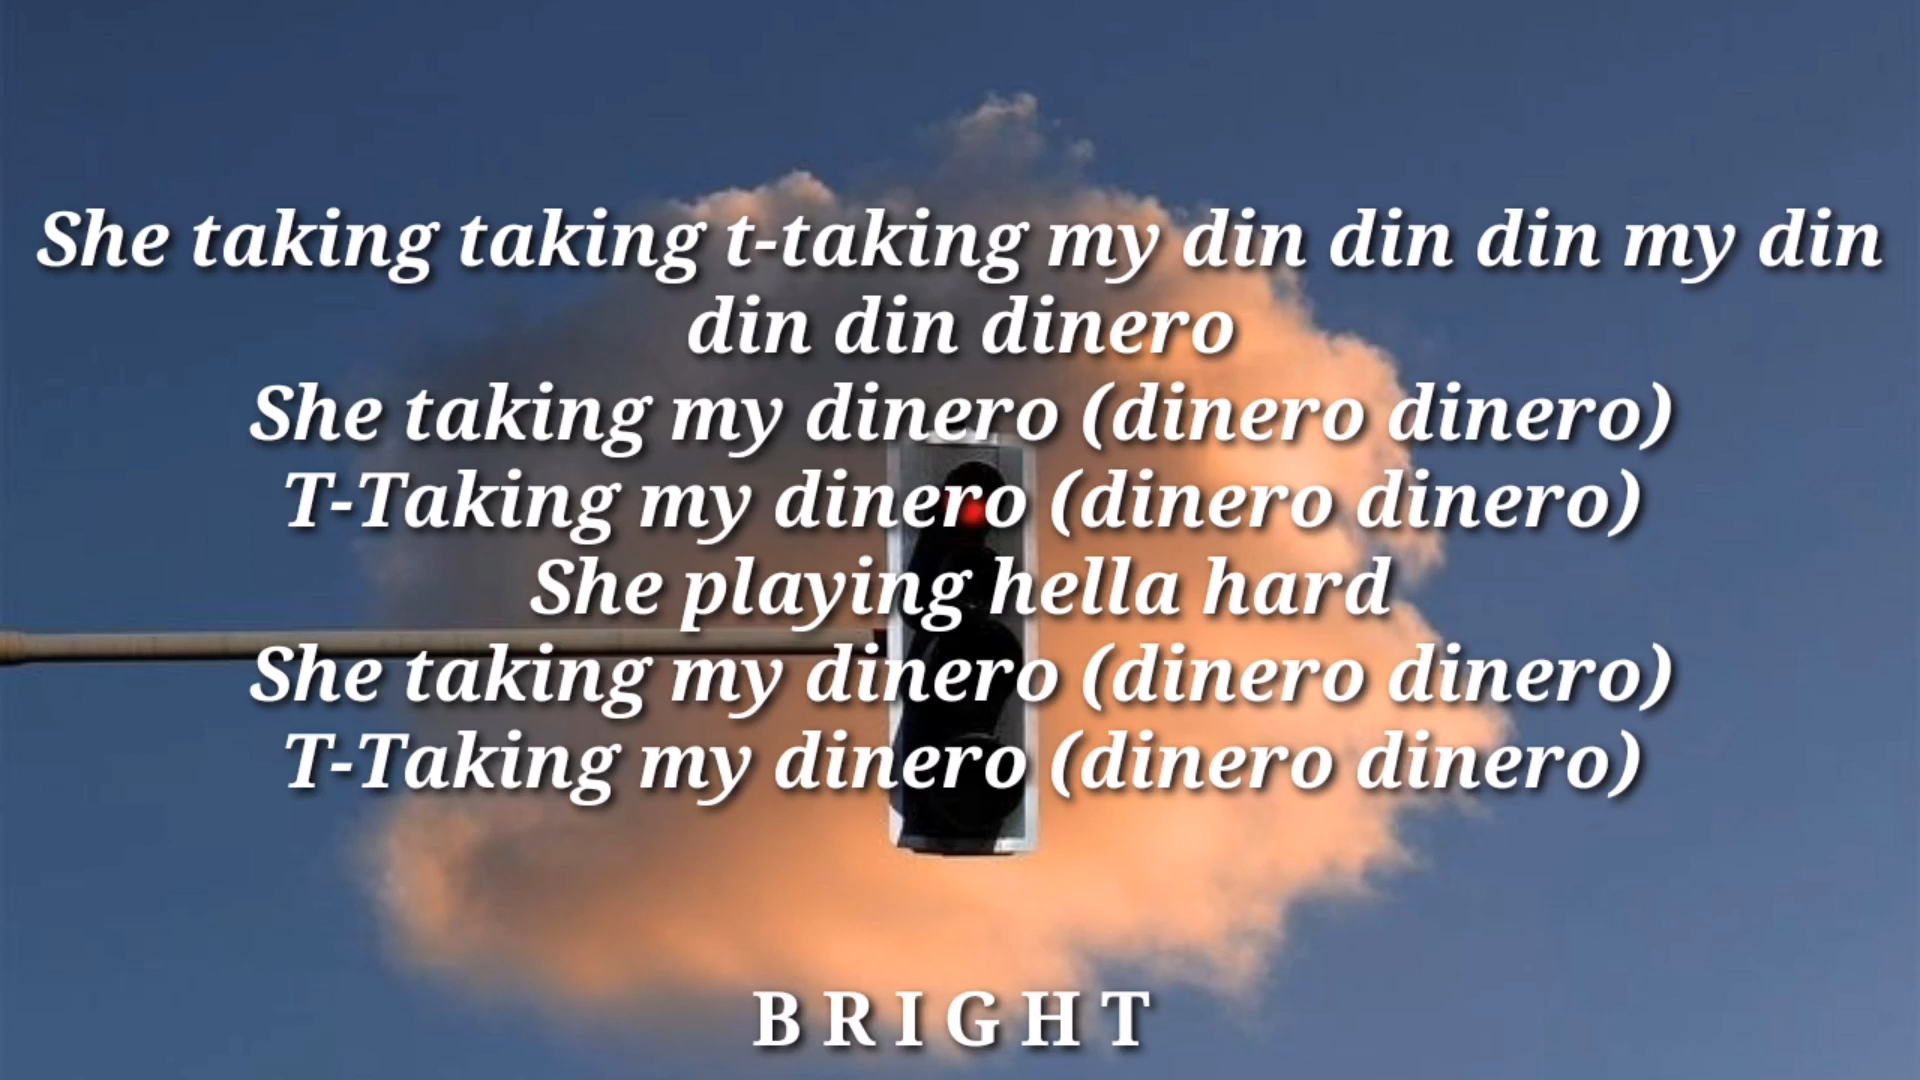 She taking taking t-taking my din din din my din
din din dinero
She taking my dinero (dinero dinero)
T-Taking my dinero (dinero dinero)
She playing hella hard
She taking my dinero (dinero dinero)
T-Taking my dinero (dinero dinero)
BRIGHT